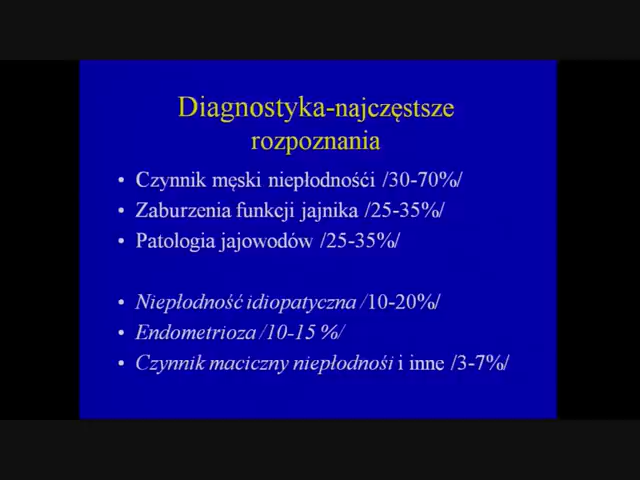 Diagnostyka-najczęstsze
rozpoznania
• Czynnik męski niepłodnośći /30-70%/
• Zaburzenia funkcji jajnika /25-35%/
• Patologia jajowodów /25-35%/
• Niepłodność idiopatyczna /10-20%/
• Endometrioza /10-15 %/
• Czynnik maciczny niepłodnośi i inne /3-7%/